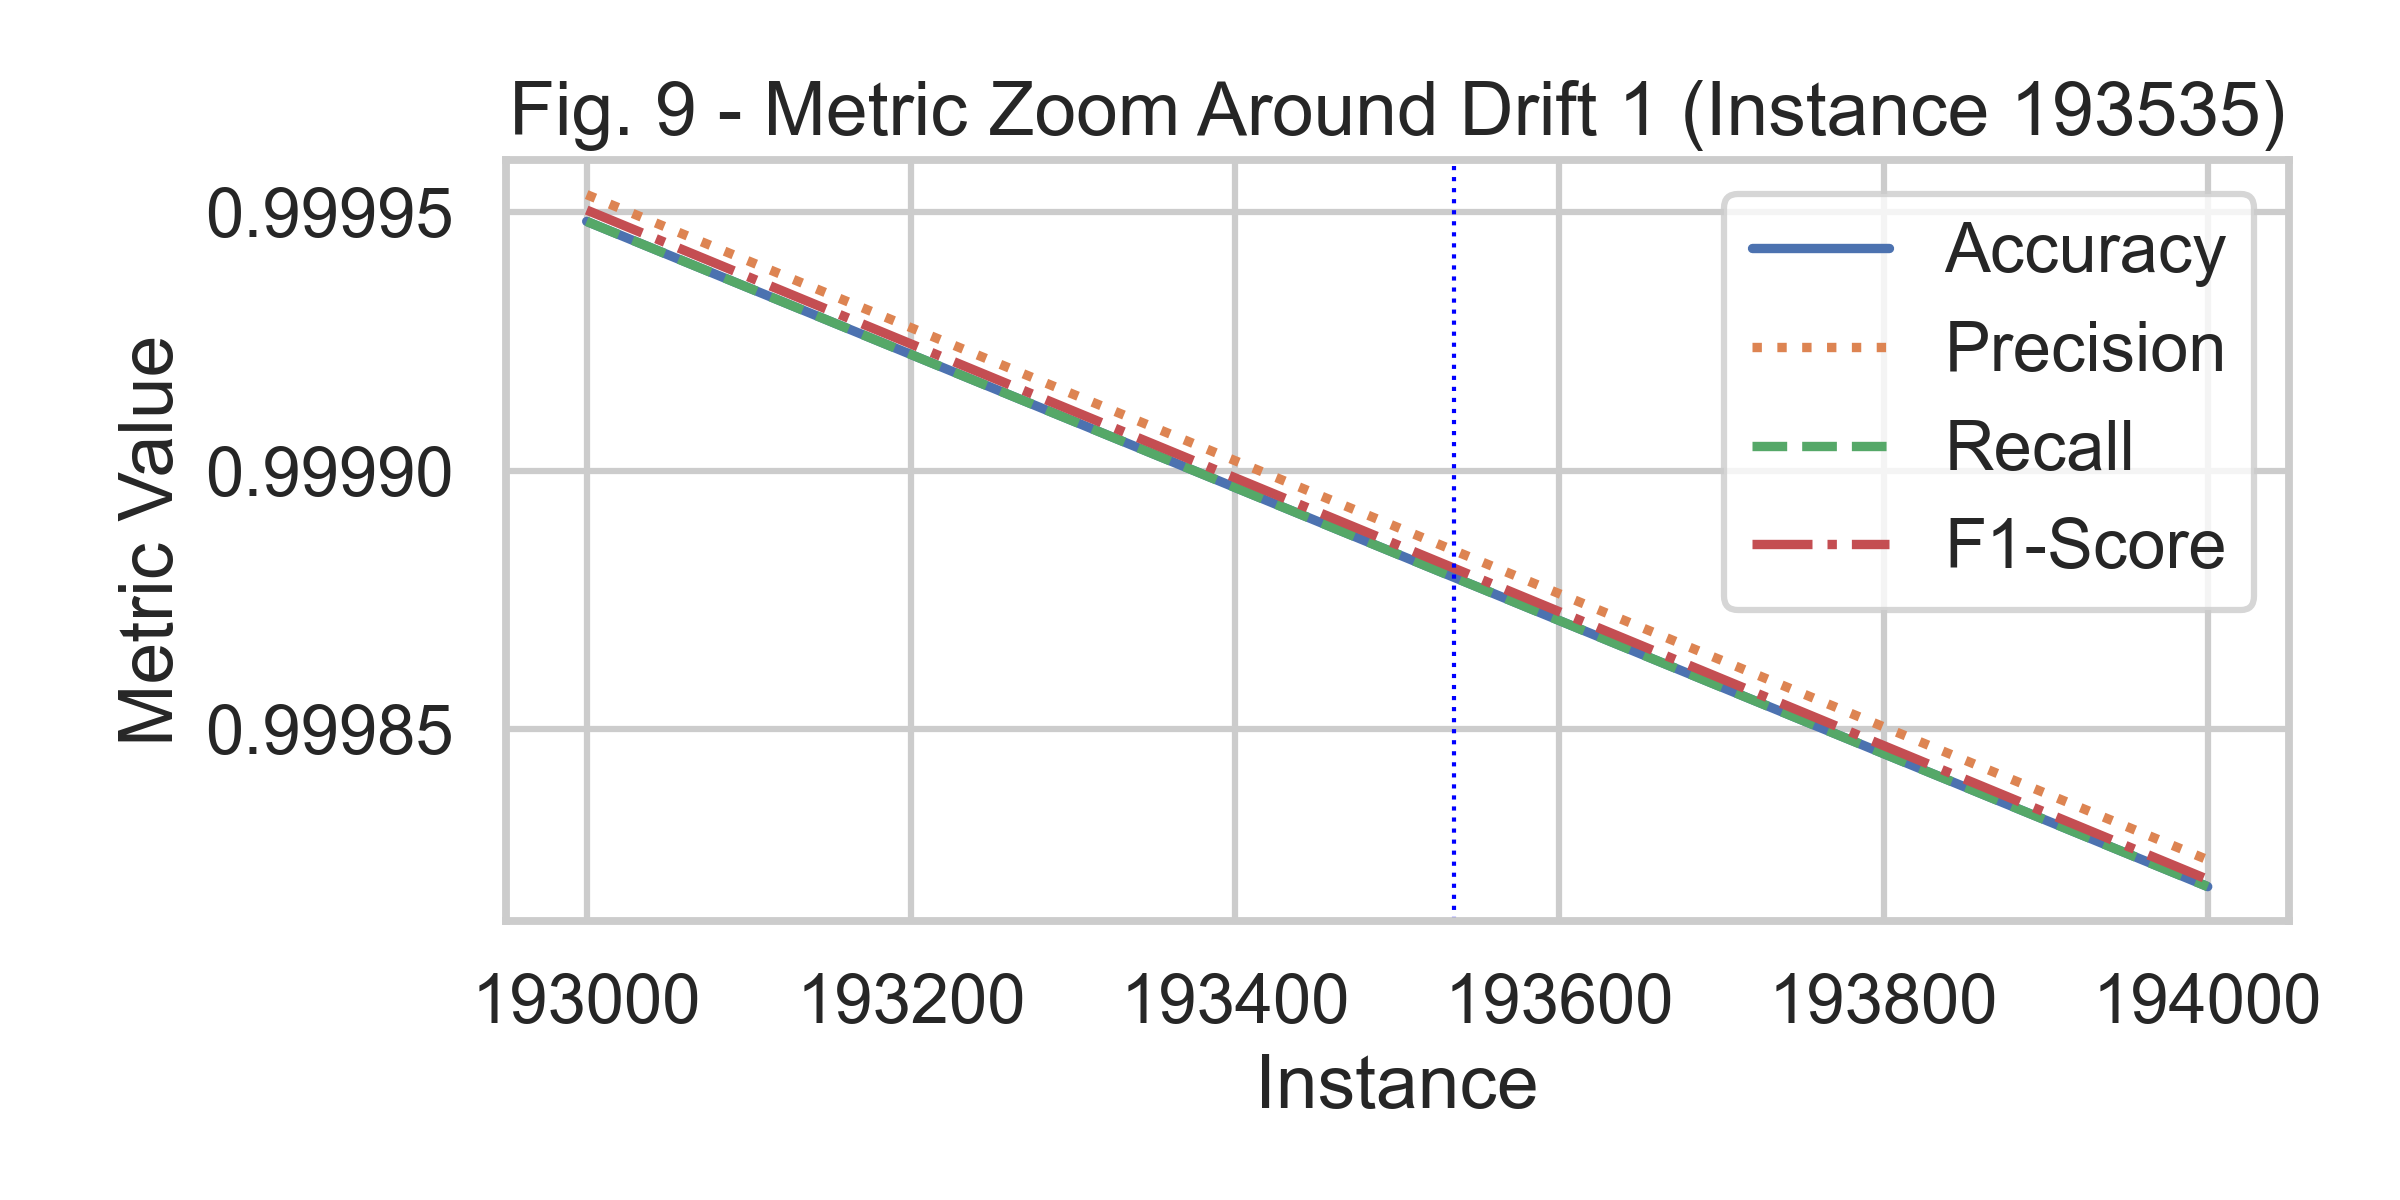 Fig. 9 - Metric Zoom Around Drift 1 (Instance 193535)
Metric Value
0.99995
0.99990
0.99985
Accuracy
Precision
Recall
F1-Score
193000 193200 193400 193600 193800 194000
Instance